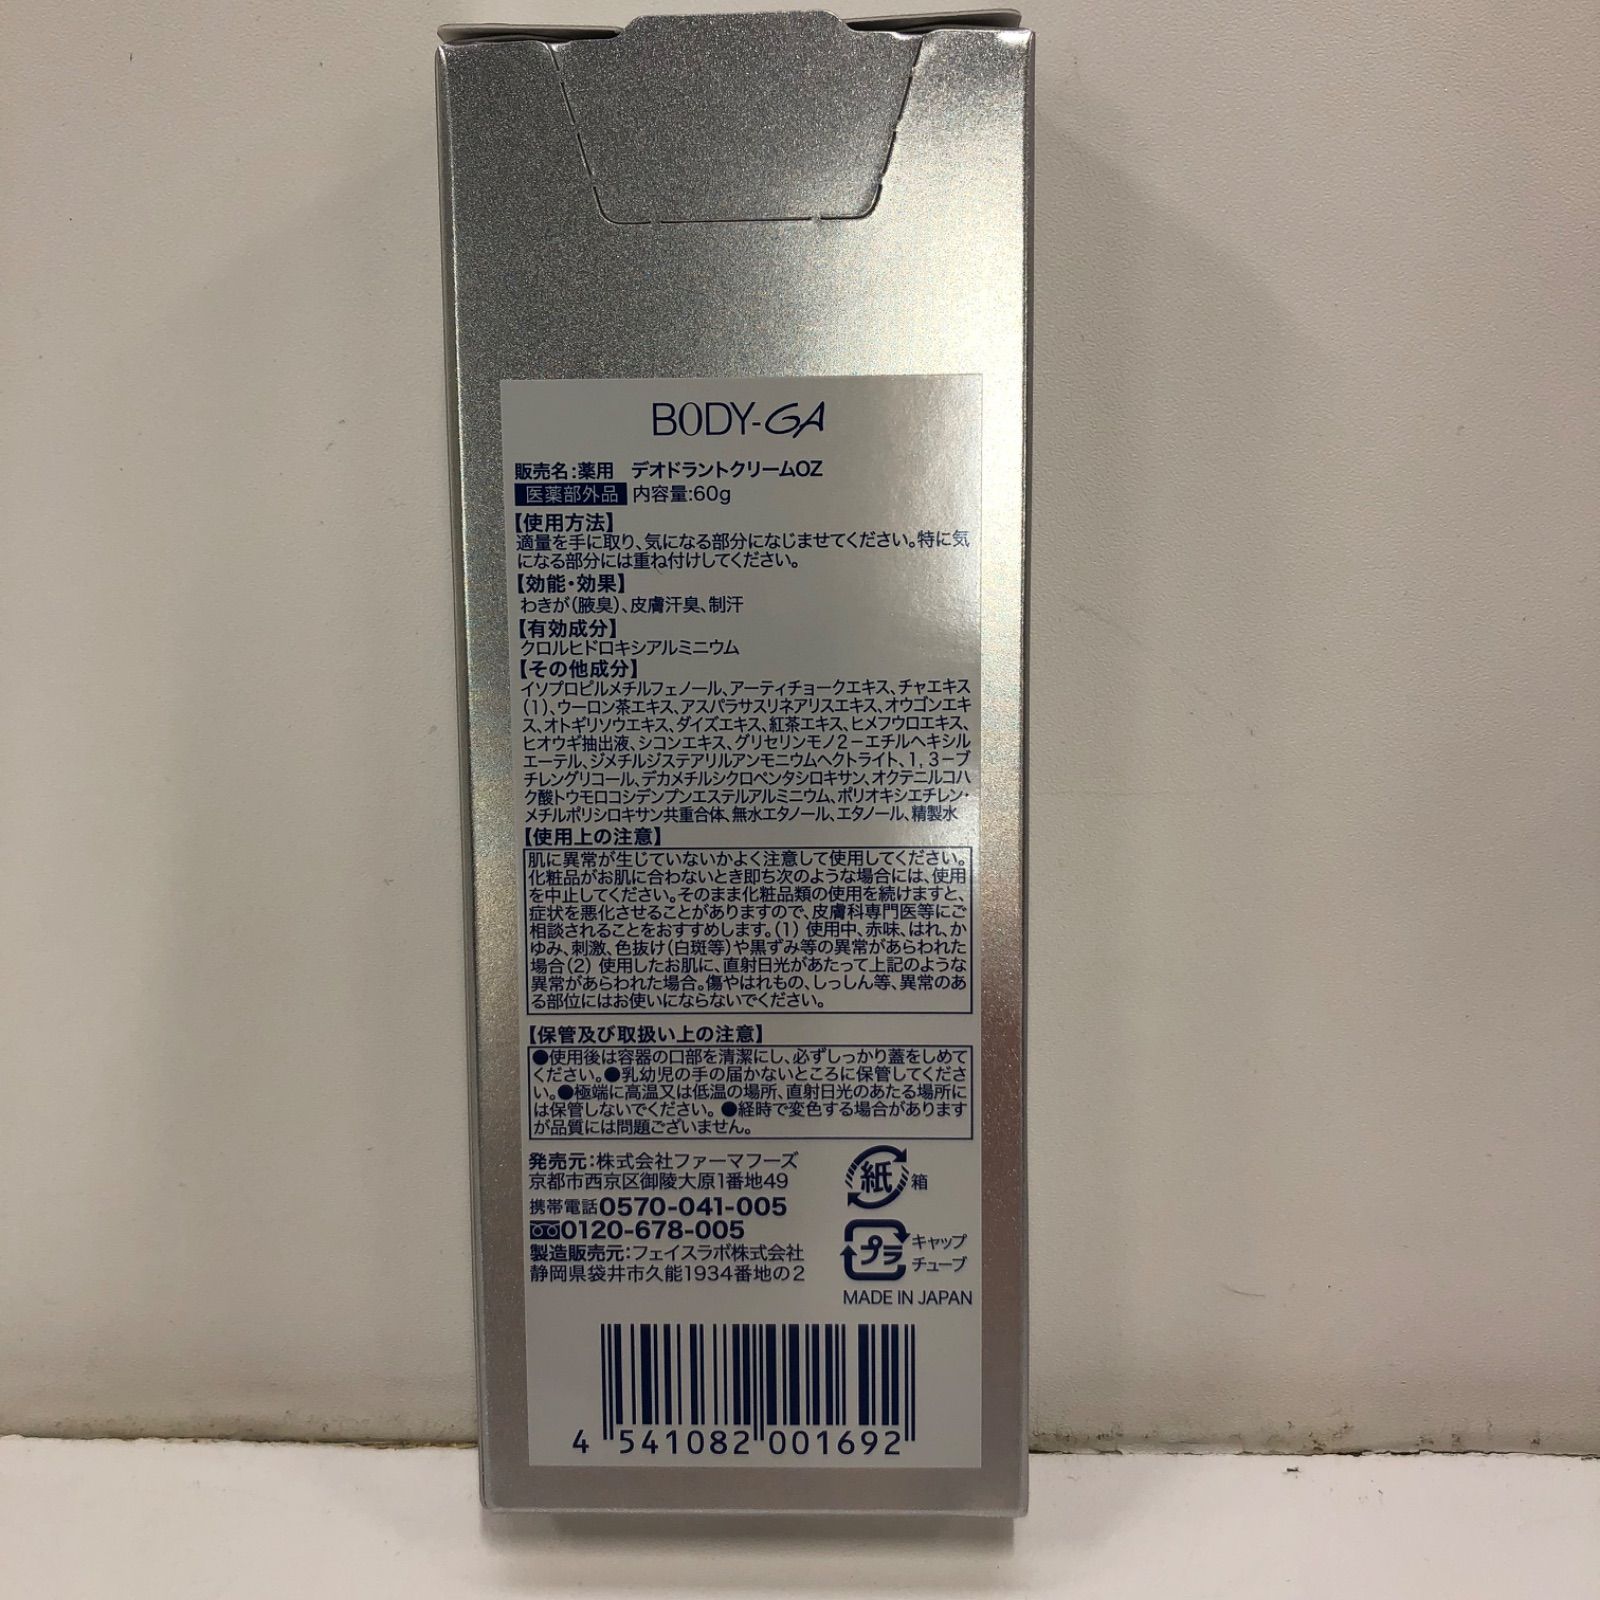 BODY-GA
販売名:薬用 デオドラントクリームOZ
医薬部外品 内容量:60g
【使用方法】
適量を手に取り、気になる部分になじませてください。特に気
になる部分には重ね付けしてください。
【効能・効果】
わきが(腋臭)、皮膚汗臭、制汗
【有効成分】
クロルヒドロキシアルミニウム
【その他成分】
イソプロピルメチルフェノール、アーティチョークエキス、チャエキス
(1)、ウーロン茶エキス、アスパラサスリネアリスエキス、オウゴンエキ
ス、オトギリソウエキス、ダイズエキス、紅茶エキス、ヒメフウロエキス、
ヒオウギ抽出液、シコンエキス、グリセリンモノ2-エチルヘキシル
エーテル、ジメチルジステアリルアンモニウムヘクトライト、1,3-ブ
チレングリコール、デカメチルシクロペンタシロキサン、オクテニルコハ
ク酸トウモロコシデンプンエステルアルミニウム、ポリオキシエチレン・
メチルポリシロキサン共重合体、無水エタノール、エタノール、精製水
【使用上の注意】
肌に異常が生じていないかよく注意して使用してください。
化粧品がお肌に合わないとき即ち次のような場合には、使用
を中止してください。そのまま化粧品類の使用を続けますと、
症状を悪化させることがありますので、皮膚科専門医等にご
相談されることをおすすめします。(1) 使用中、赤味、はれ、か
ゆみ、刺激、色抜け(白斑等)や黒ずみ等の異常があらわれた
場合(2) 使用したお肌に、直射日光があたって上記のような
異常があらわれた場合。傷やはれもの、しっしん等、異常のあ
る部位にはお使いにならないでください。
【保管及び取扱い上の注意】
●使用後は容器の口部を清潔にし、必ずしっかり蓋をしめて
ください。●乳幼児の手の届かないところに保管してくださ
い。●極端に高温又は低温の場所、直射日光のあたる場所に
は保管しないでください。●経時で変色する場合があります
が品質には問題ございません。
発売元:株式会社ファーマフーズ
京都市西京区御陵大原1番地49
携帯電話0570-041-005
0120-678-005
製造販売元:フェイスラボ株式会社
静岡県袋井市久能1934番地の2
紙 箱
プラ キャップ
チューブ
MADE IN JAPAN
4 541082 001692